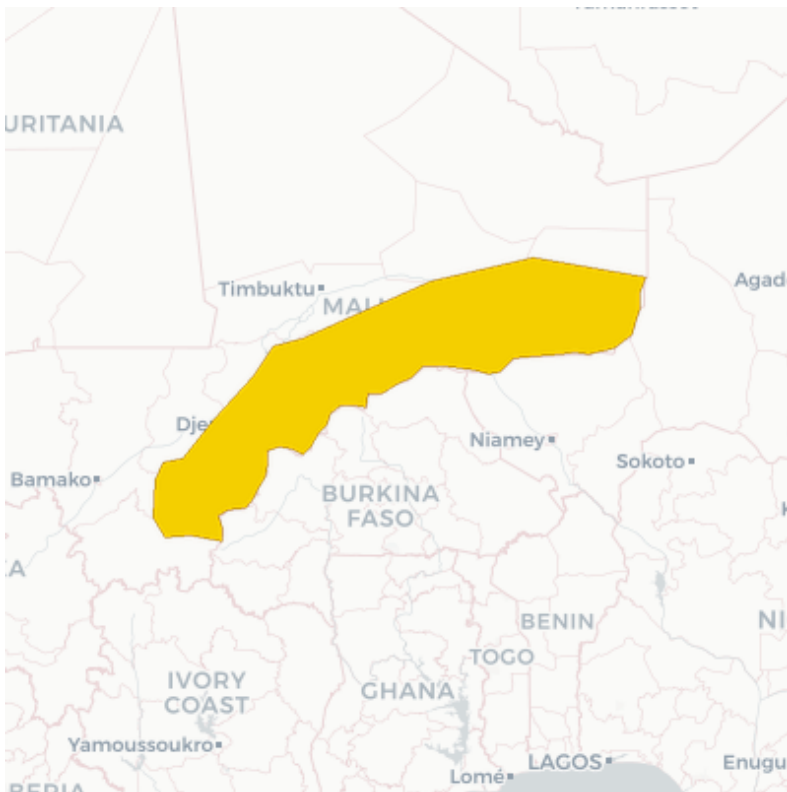 URITANIA
Timbuktu
MALI
Agad
Dje
Niamey
Sokoto
Bamako
BURKINA
FASO
BENIN
NI
TOGO
IVORY
COAST
GHANA
Yamoussoukro
LAGOS
Enugu
Lomé